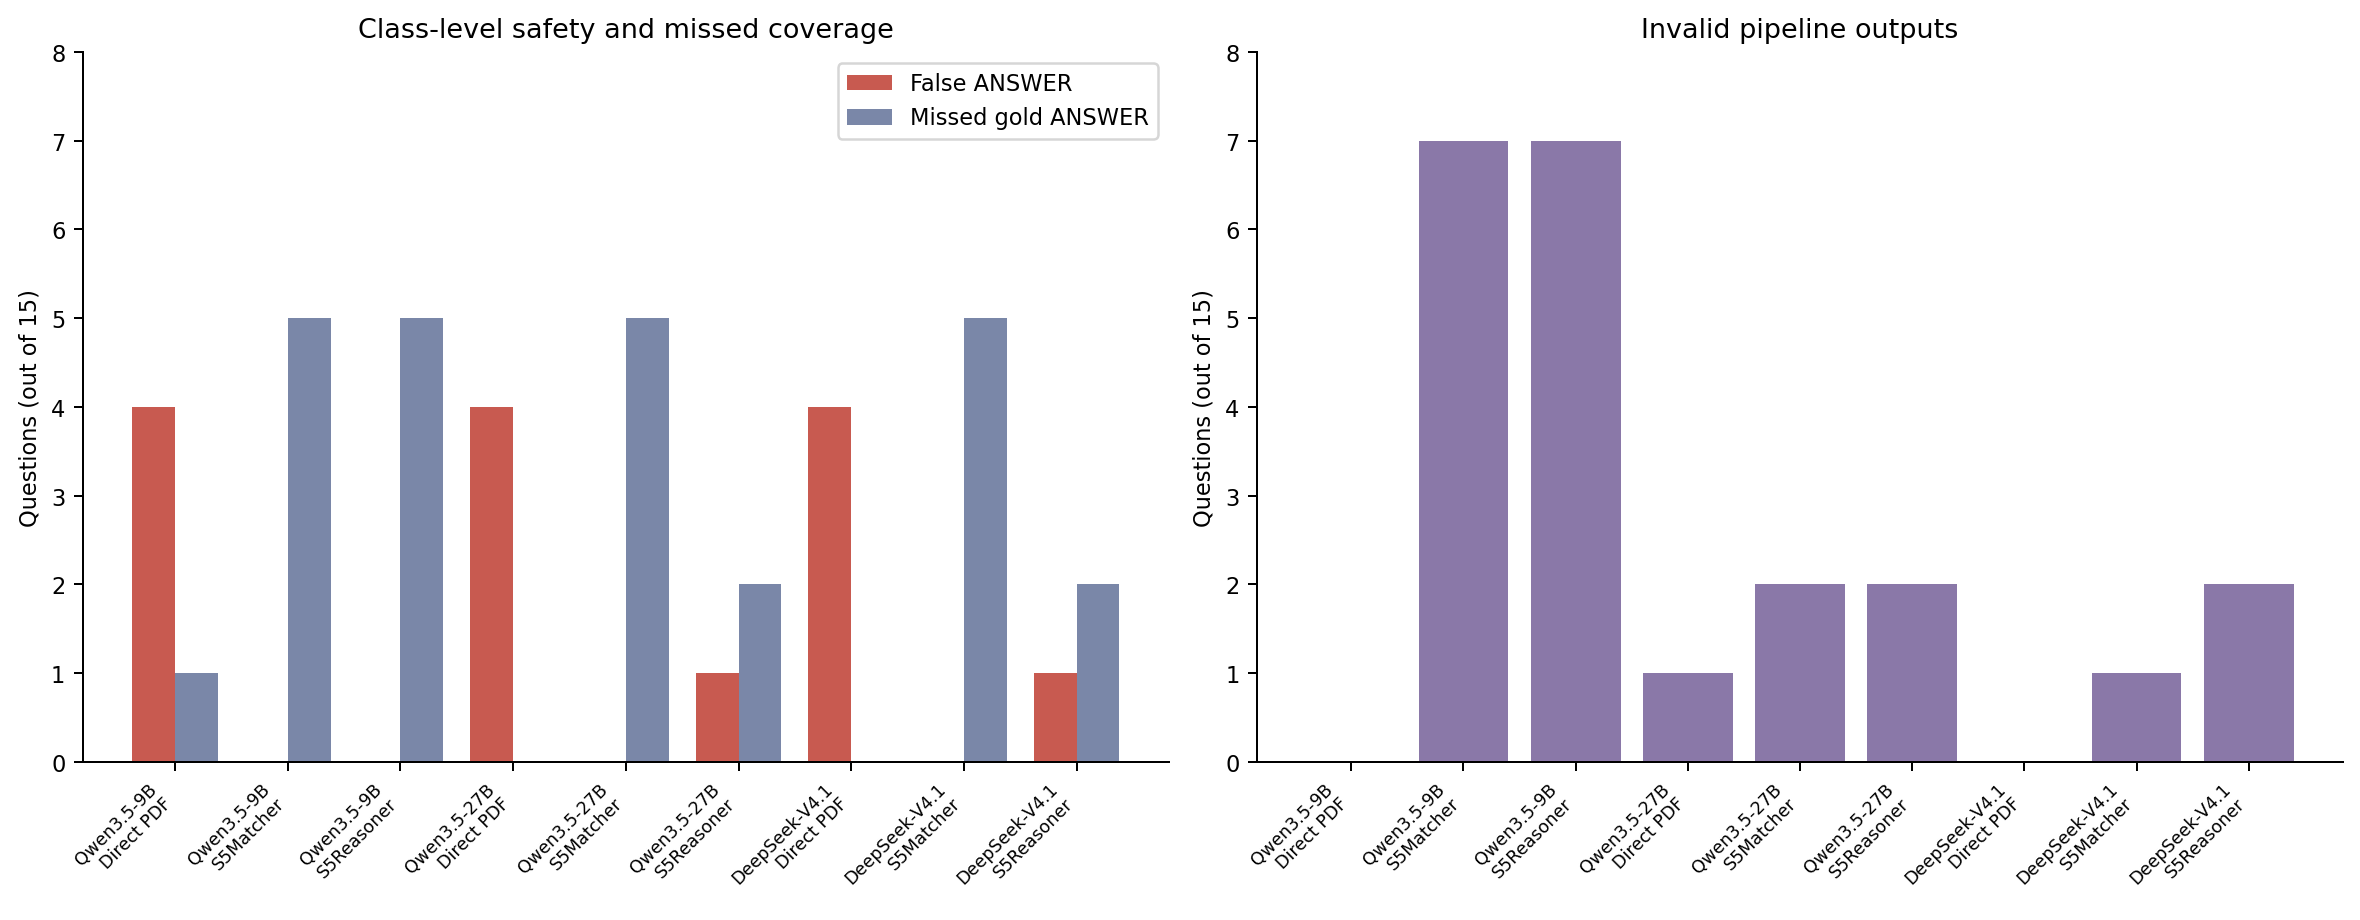 Class-level safety and missed coverage
Questions (out of 15)
8
7
6
5
4
3
2
1
0
False ANSWER
Missed gold ANSWER
Qwen3.5-9B
Direct PDF
Qwen3.5-9B
S5Matcher
Qwen3.5-9B
S5Reasoner
Qwen3.5-27B
Direct PDF
Qwen3.5-27B
S5Matcher
Qwen3.5-27B
S5Reasoner
DeepSeek-V4.1
Direct PDF
DeepSeek-V4.1
S5Matcher
DeepSeek-V4.1
S5Reasoner
Invalid pipeline outputs
Questions (out of 15)
8
7
6
5
4
3
2
1
0
Qwen3.5-9B
Direct PDF
Qwen3.5-9B
S5Matcher
Qwen3.5-9B
S5Reasoner
Qwen3.5-27B
Direct PDF
Qwen3.5-27B
S5Matcher
Qwen3.5-27B
S5Reasoner
DeepSeek-V4.1
Direct PDF
DeepSeek-V4.1
S5Matcher
DeepSeek-V4.1
S5Reasoner